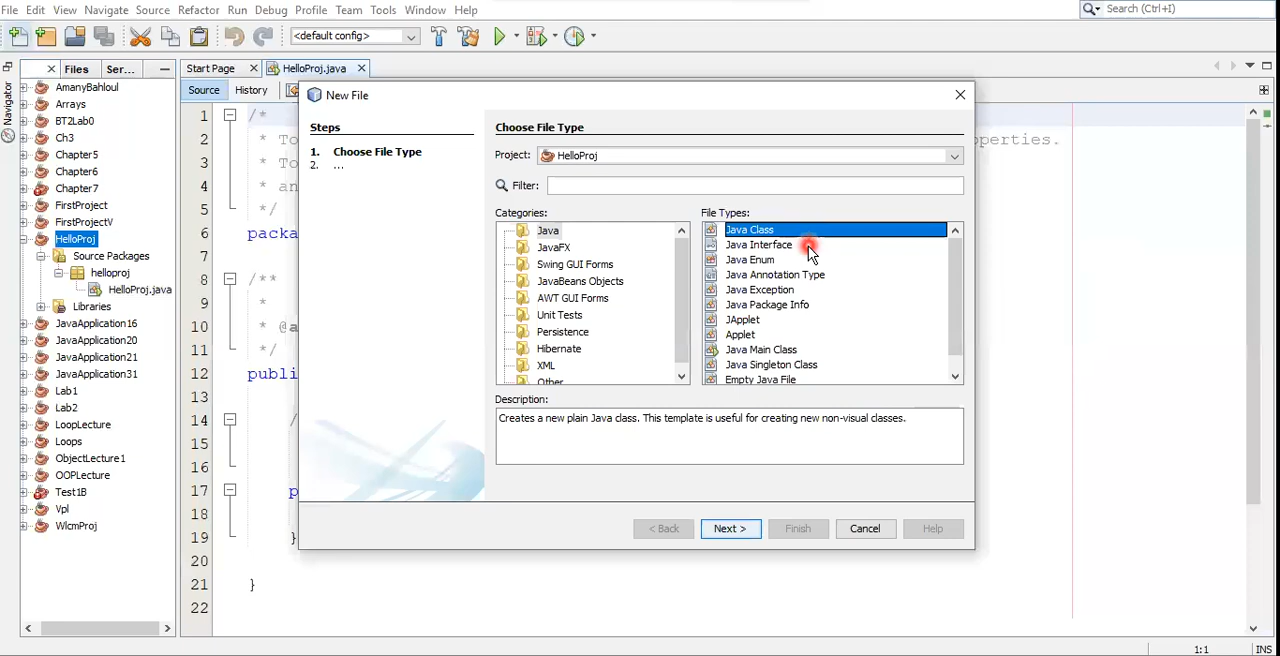 File Edit View Navigate Source Refactor Run Debug Profile Team Tools Window Help
Search (Ctrl+I)
<default config>
Files
Ser...
Start Page
HelloProj.java
Navigator
Source
History
AmanyBahloul
Arrays
BT2Lab0
Ch3
Chapter5
Chapter6
Chapter7
FirstProject
FirstProjectV
HelloProj
Source Packages
helloproj
HelloProj.java
Libraries
JavaApplication16
JavaApplication20
JavaApplication21
JavaApplication31
Lab1
Lab2
LoopLecture
Loops
ObjectLecture1
OOPLecture
Test1B
Vpl
WlcmProj
1 /*
2 * To
operties.
3 * To
4 * an
5 */
6 packa
7
8 /**
9 *
10 * @a
11 */
12 publi
13
14 /
15
16
17 p
18
19 }
20
21 }
22
New File
Steps
1. Choose File Type
2. ...
Choose File Type
Project: HelloProj
Filter:
Categories:
Java
JavaFX
Swing GUI Forms
JavaBeans Objects
AWT GUI Forms
Unit Tests
Persistence
Hibernate
XML
Other
File Types:
Java Class
Java Interface
Java Enum
Java Annotation Type
Java Exception
Java Package Info
JApplet
Applet
Java Main Class
Java Singleton Class
Empty Java File
Description:
Creates a new plain Java class. This template is useful for creating new non-visual classes.
< Back
Next >
Finish
Cancel
Help
1:1
INS